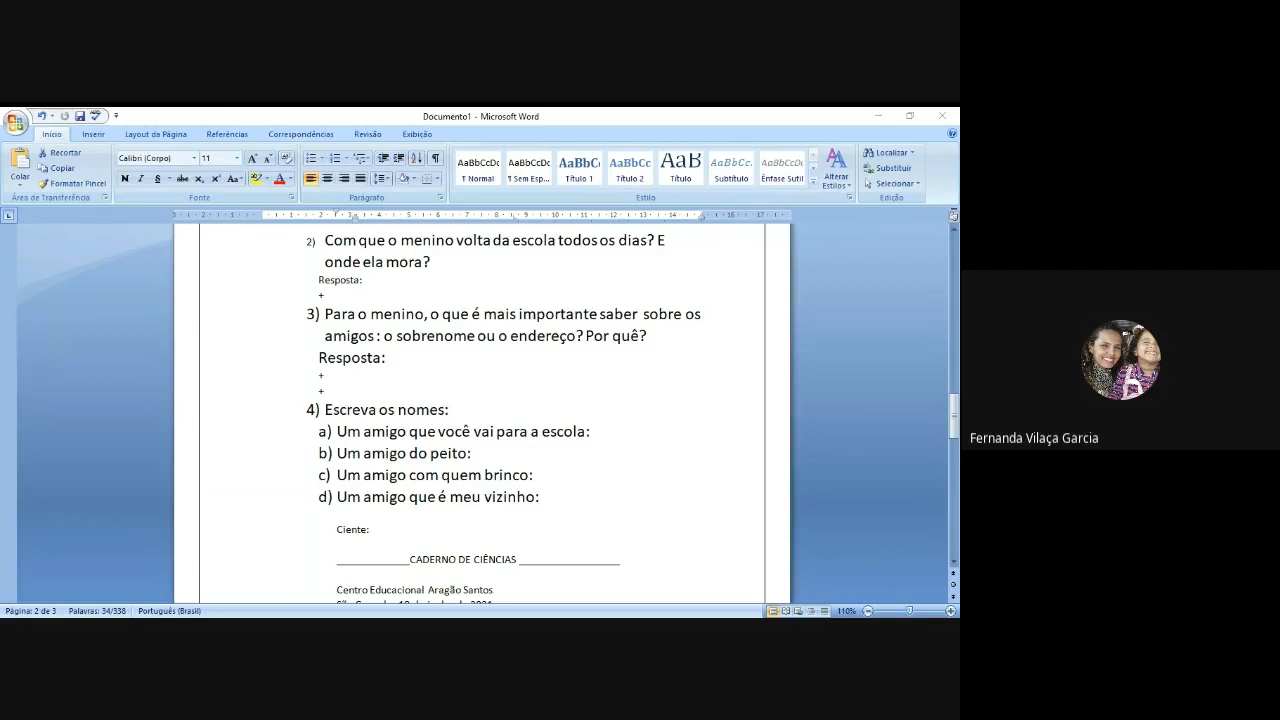 Documento1 - Microsoft Word
Início Inserir Layout da Página Referências Correspondências Revisão Exibição
Colar
Recortar
Copiar
Formatar Pincel
Área de Transferência
Calibri (Corpo) 11
Fonte
Parágrafo
AaBbCcDc AaBbCcDc AaBbC AaBbCc AaB AaBbCc. AaBbCcDc
¶ Normal ¶ Sem Esp... Título 1 Título 2 Título Subtítulo Ênfase Sutil
Alterar
Estilos
Estilo
Localizar
Substituir
Selecionar
Edição
2) Com que o menino volta da escola todos os dias? E
onde ela mora?
Resposta:
+
3) Para o menino, o que é mais importante saber sobre os
amigos : o sobrenome ou o endereço? Por quê?
Resposta:
+
+
4) Escreva os nomes:
a) Um amigo que você vai para a escola:
b) Um amigo do peito:
c) Um amigo com quem brinco:
d) Um amigo que é meu vizinho:
Ciente:
______________CADERNO DE CIÊNCIAS ___________________
Centro Educacional Aragão Santos
Página: 2 de 3 Palavras: 34/338 Português (Brasil) 110%
Fernanda Vilaça Garcia